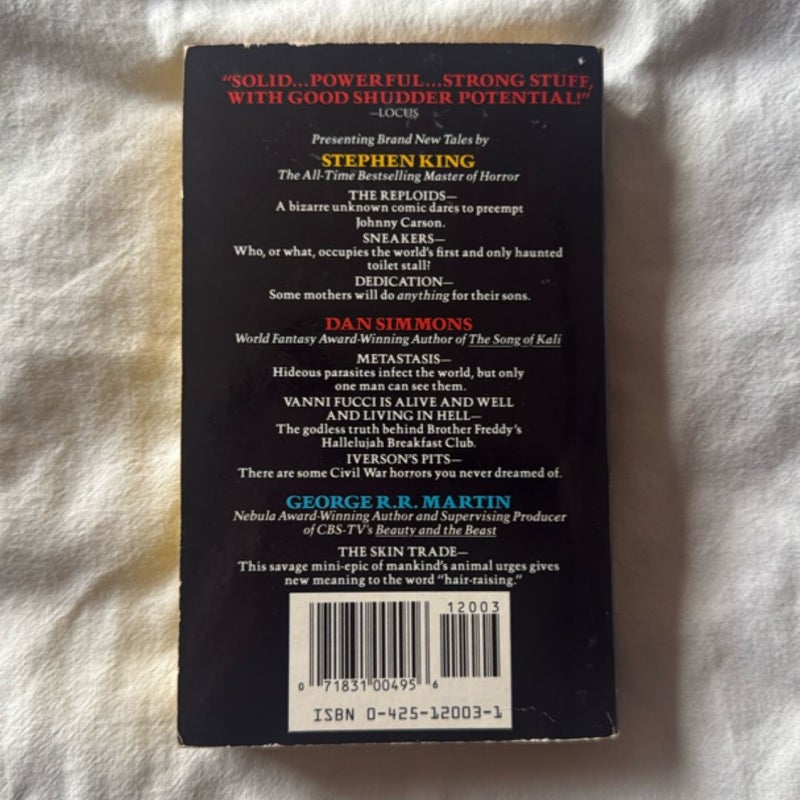 "SOLID...POWERFUL...STRONG STUFF,
WITH GOOD SHUDDER POTENTIAL!"
—LOCUS
Presenting Brand New Tales by
STEPHEN KING
The All-Time Bestselling Master of Horror
THE REPLOIDS—
A bizarre unknown comic dares to preempt
Johnny Carson.
SNEAKERS—
Who, or what, occupies the world's first and only haunted
toilet stall?
DEDICATION—
Some mothers will do anything for their sons.
DAN SIMMONS
World Fantasy Award-Winning Author of The Song of Kali
METASTASIS—
Hideous parasites infect the world, but only
one man can see them.
VANNI FUCCI IS ALIVE AND WELL
AND LIVING IN HELL—
The godless truth behind Brother Freddy's
Hallelujah Breakfast Club.
IVERSON'S PITS—
There are some Civil War horrors you never dreamed of.
GEORGE R.R. MARTIN
Nebula Award-Winning Author and Supervising Producer
of CBS-TV's Beauty and the Beast
THE SKIN TRADE—
This savage mini-epic of mankind's animal urges gives
new meaning to the word "hair-raising."
12003
0 71831 00495 6
ISBN 0-425-12003-1